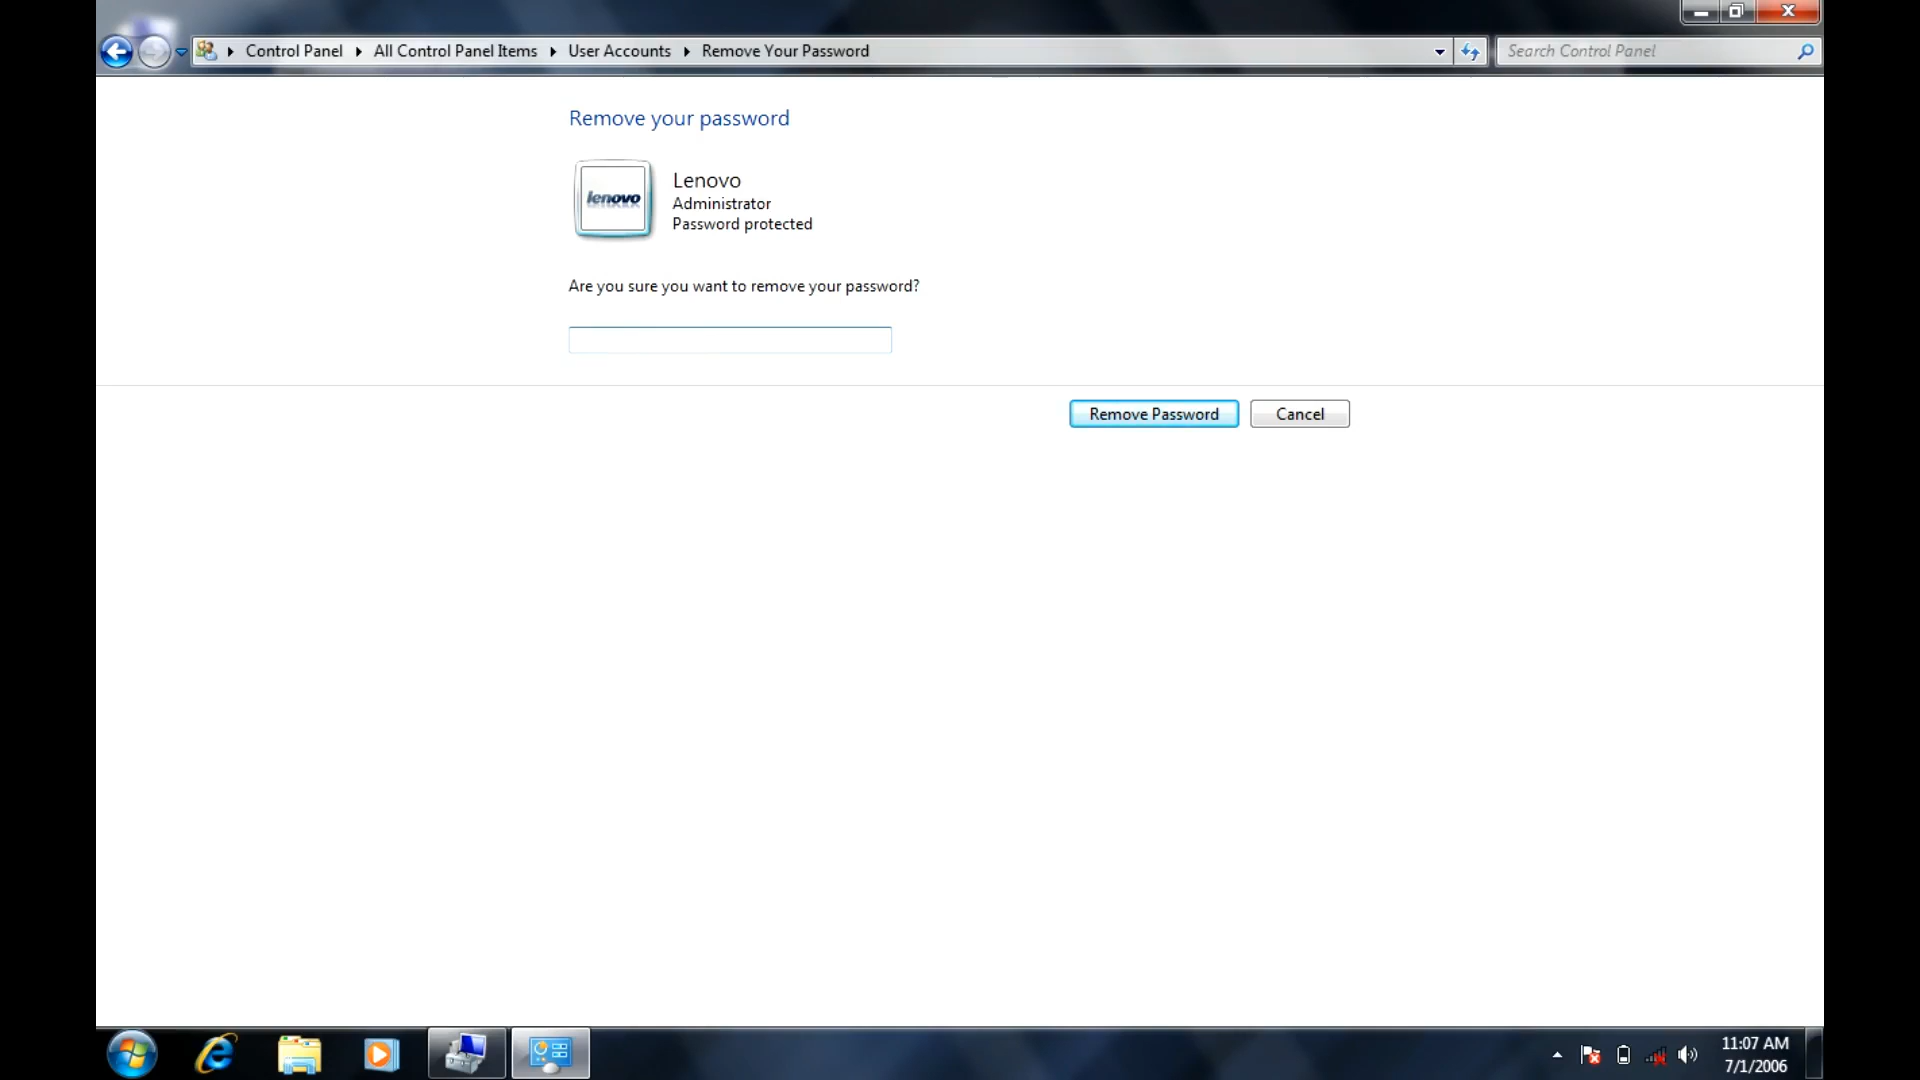 Control Panel
All Control Panel Items
User Accounts
Remove Your Password
Search Control Panel
Remove your password
lenovo
Lenovo
Administrator
Password protected
Are you sure you want to remove your password?
Remove Password
Cancel
11:07 AM
7/1/2006